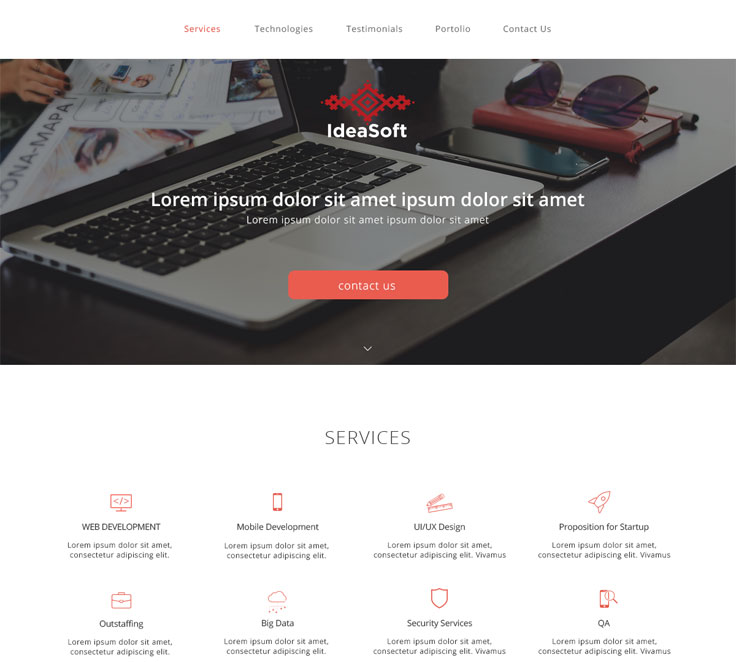 Services Technologies Testimonials Portolio Contact Us
SONA-MAPA
IdeaSoft
Lorem ipsum dolor sit amet ipsum dolor sit amet
Lorem ipsum dolor sit amet ipsum dolor sit amet
contact us
SERVICES
</>
WEB DEVELOPMENT
Lorem ipsum dolor sit amet,
consectetur adipiscing elit.
Mobile Development
Lorem ipsum dolor sit amet,
consectetur adipiscing elit.
UI/UX Design
Lorem ipsum dolor sit amet,
consectetur adipiscing elit. Vivamus
Proposition for Startup
Lorem ipsum dolor sit amet,
consectetur adipiscing elit. Vivamus
Outstaffing
Lorem ipsum dolor sit amet,
consectetur adipiscing elit.
Big Data
Lorem ipsum dolor sit amet,
consectetur adipiscing elit.
Security Services
Lorem ipsum dolor sit amet,
consectetur adipiscing elit. Vivamus
QA
Lorem ipsum dolor sit amet,
consectetur adipiscing elit. Vivamus